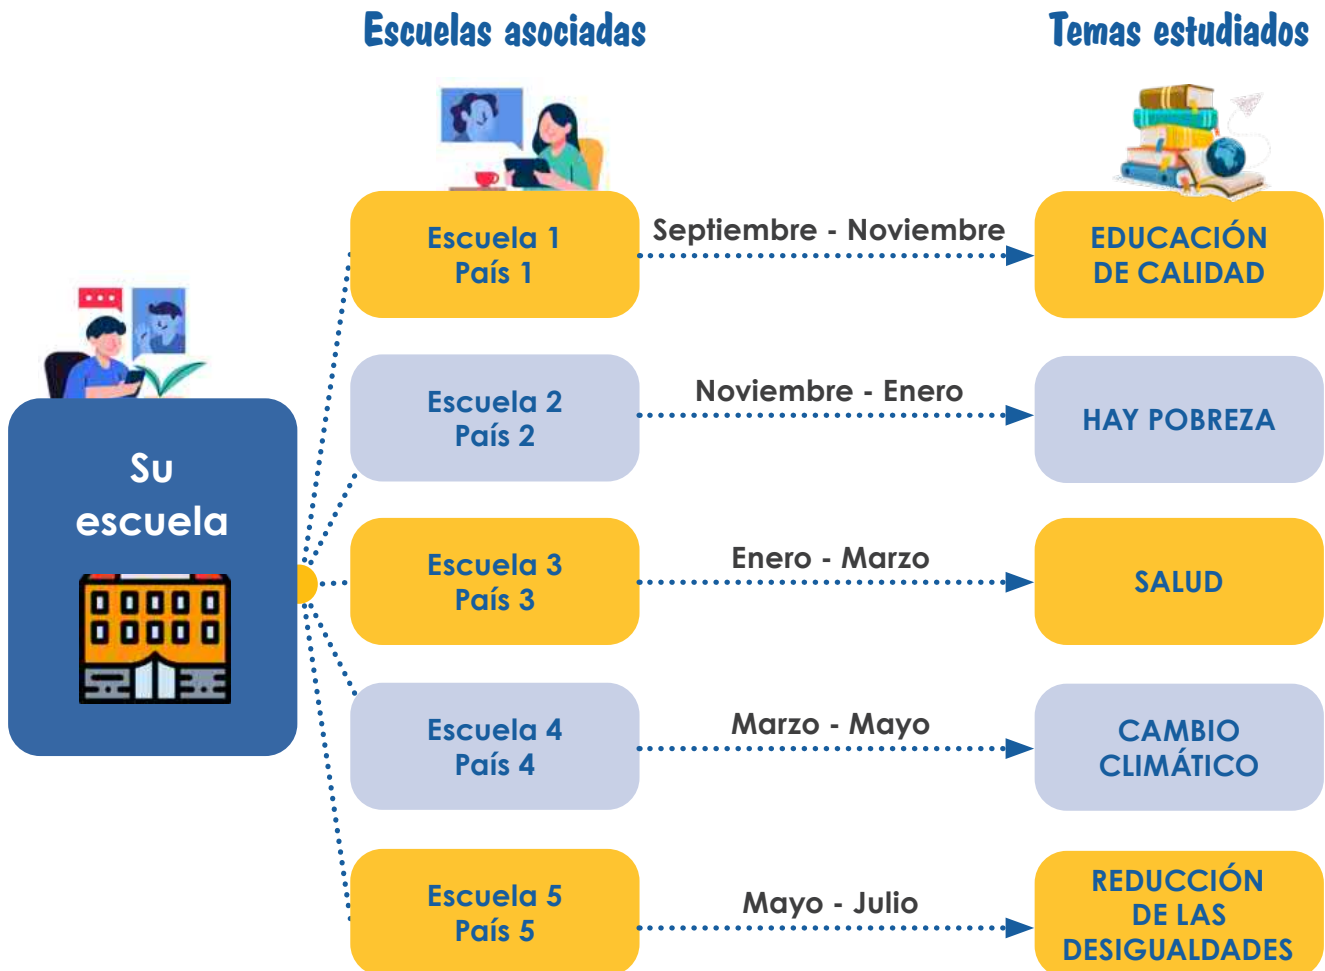 Escuelas asociadas
Temas estudiados
Su
escuela
Escuela 1
País 1
Septiembre - Noviembre
EDUCACIÓN
DE CALIDAD
Escuela 2
País 2
Noviembre - Enero
HAY POBREZA
Escuela 3
País 3
Enero - Marzo
SALUD
Escuela 4
País 4
Marzo - Mayo
CAMBIO
CLIMÁTICO
Escuela 5
País 5
Mayo - Julio
REDUCCIÓN
DE LAS
DESIGUALDADES